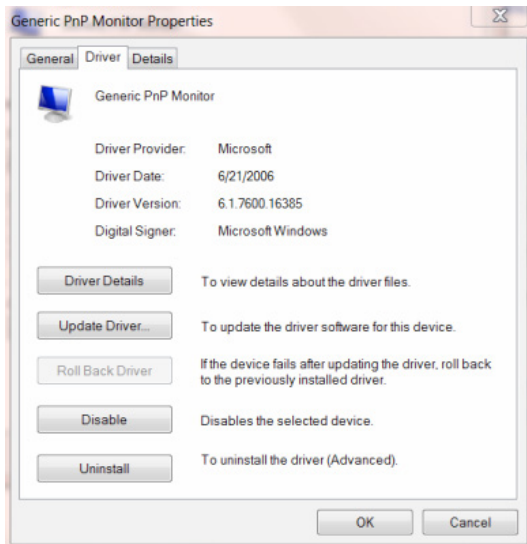 Generic PnP Monitor Properties
General Driver Details
Generic PnP Monitor
Driver Provider: Microsoft
Driver Date: 6/21/2006
Driver Version: 6.1.7600.16385
Digital Signer: Microsoft Windows
Driver Details To view details about the driver files.
Update Driver... To update the driver software for this device.
Roll Back Driver If the device fails after updating the driver, roll back
to the previously installed driver.
Disable Disables the selected device.
Uninstall To uninstall the driver (Advanced).
OK Cancel